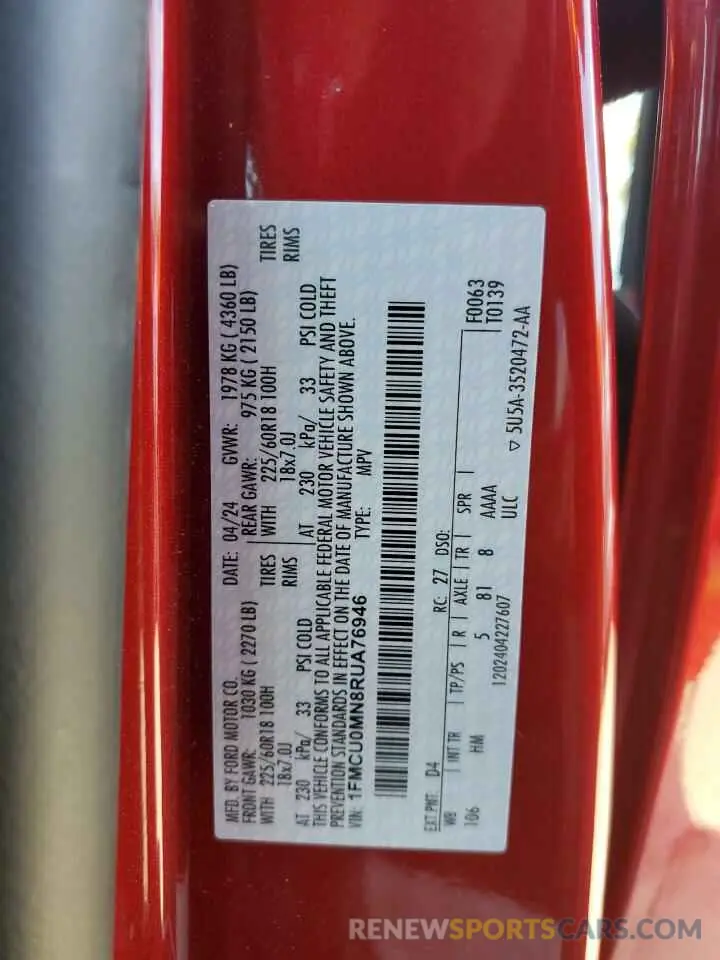 MFD. BY FORD MOTOR CO. DATE: 04/24 GVWR: 1978 KG ( 4360 LB)
FRONT GAWR: 1030 KG ( 2270 LB) REAR GAWR: 975 KG ( 2150 LB)
WITH 225/60R18 100H TIRES WITH 225/60R18 100H TIRES
18x7.0J RIMS 18x7.0J RIMS
AT 230 kPa/ 33 PSI COLD AT 230 kPa/ 33 PSI COLD
THIS VEHICLE CONFORMS TO ALL APPLICABLE FEDERAL MOTOR VEHICLE SAFETY AND THEFT
PREVENTION STANDARDS IN EFFECT ON THE DATE OF MANUFACTURE SHOWN ABOVE.
VIN: 1FMCU0MN8RUA76946 TYPE: MPV
EXT PNT: D4 RC: 27 DSO: F0063
WB INT TR TP/PS R AXLE TR SPR T0139
106 HM 5 81 8 AAAA
1202404227607 ULC ▽ 5U5A-3520472-AA
RENEWSPORTSCARS.COM